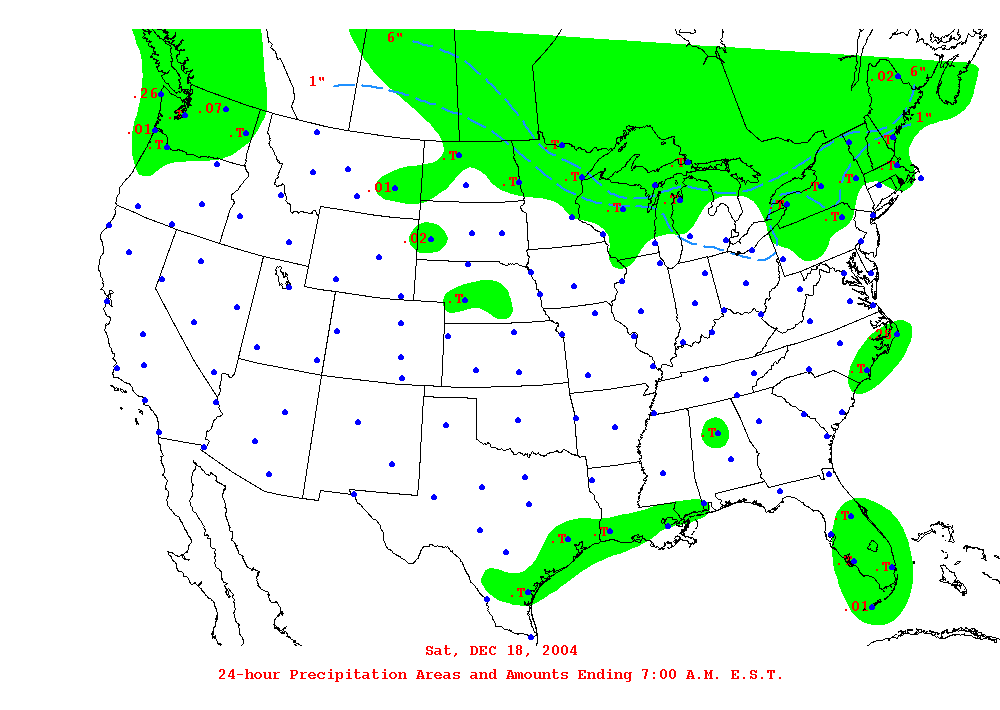 6"
1"
.02
6"
.26
.07
1"
.01
.T
.T
.T
.T
.T
.T
.T
.T
.T
.01
.T
.T
.T
.T
.T
.02
.T
.T
.T
.T
.T
.T
.T
.T
.T
.01
Sat, DEC 18, 2004
24-hour Precipitation Areas and Amounts Ending 7:00 A.M. E.S.T.